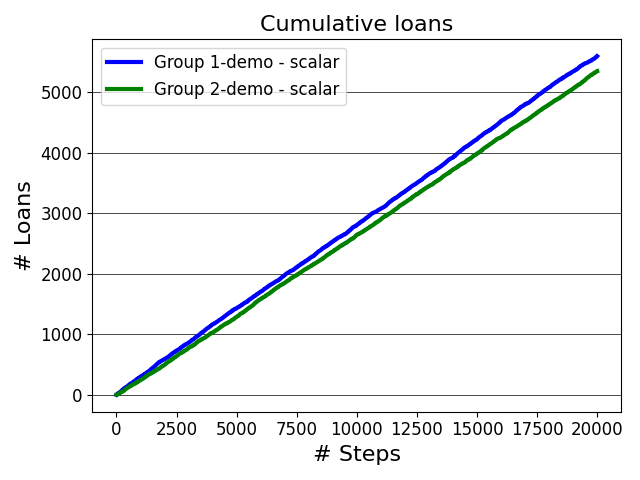 Cumulative loans
Group 1-demo - scalar
Group 2-demo - scalar
# Loans
5000
4000
3000
2000
1000
0
0 2500 5000 7500 10000 12500 15000 17500 20000
# Steps